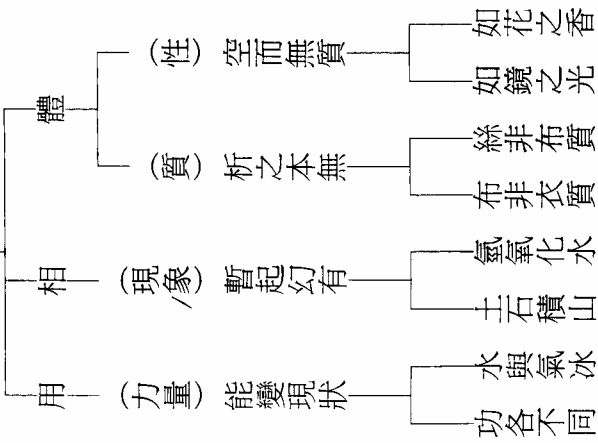 體
（性）空而無質
如花之香
如鏡之光
（質）析之本無
絲非布質
布非衣質
相
（現象）暫起幻有
氫氧化水
土石積山
用
（力量）能變現狀
水與氣冰
功各不同